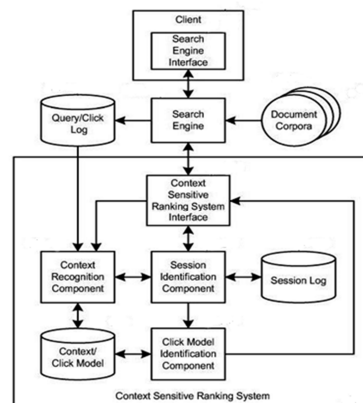 Client
Search
Engine
Interface
Query/Click
Log
Search
Engine
Document
Corpora
Context
Sensitive
Ranking System
Interface
Context
Recognition
Component
Session
Identification
Component
Session Log
Context/
Click Model
Click Model
Identification
Component
Context Sensitive Ranking System